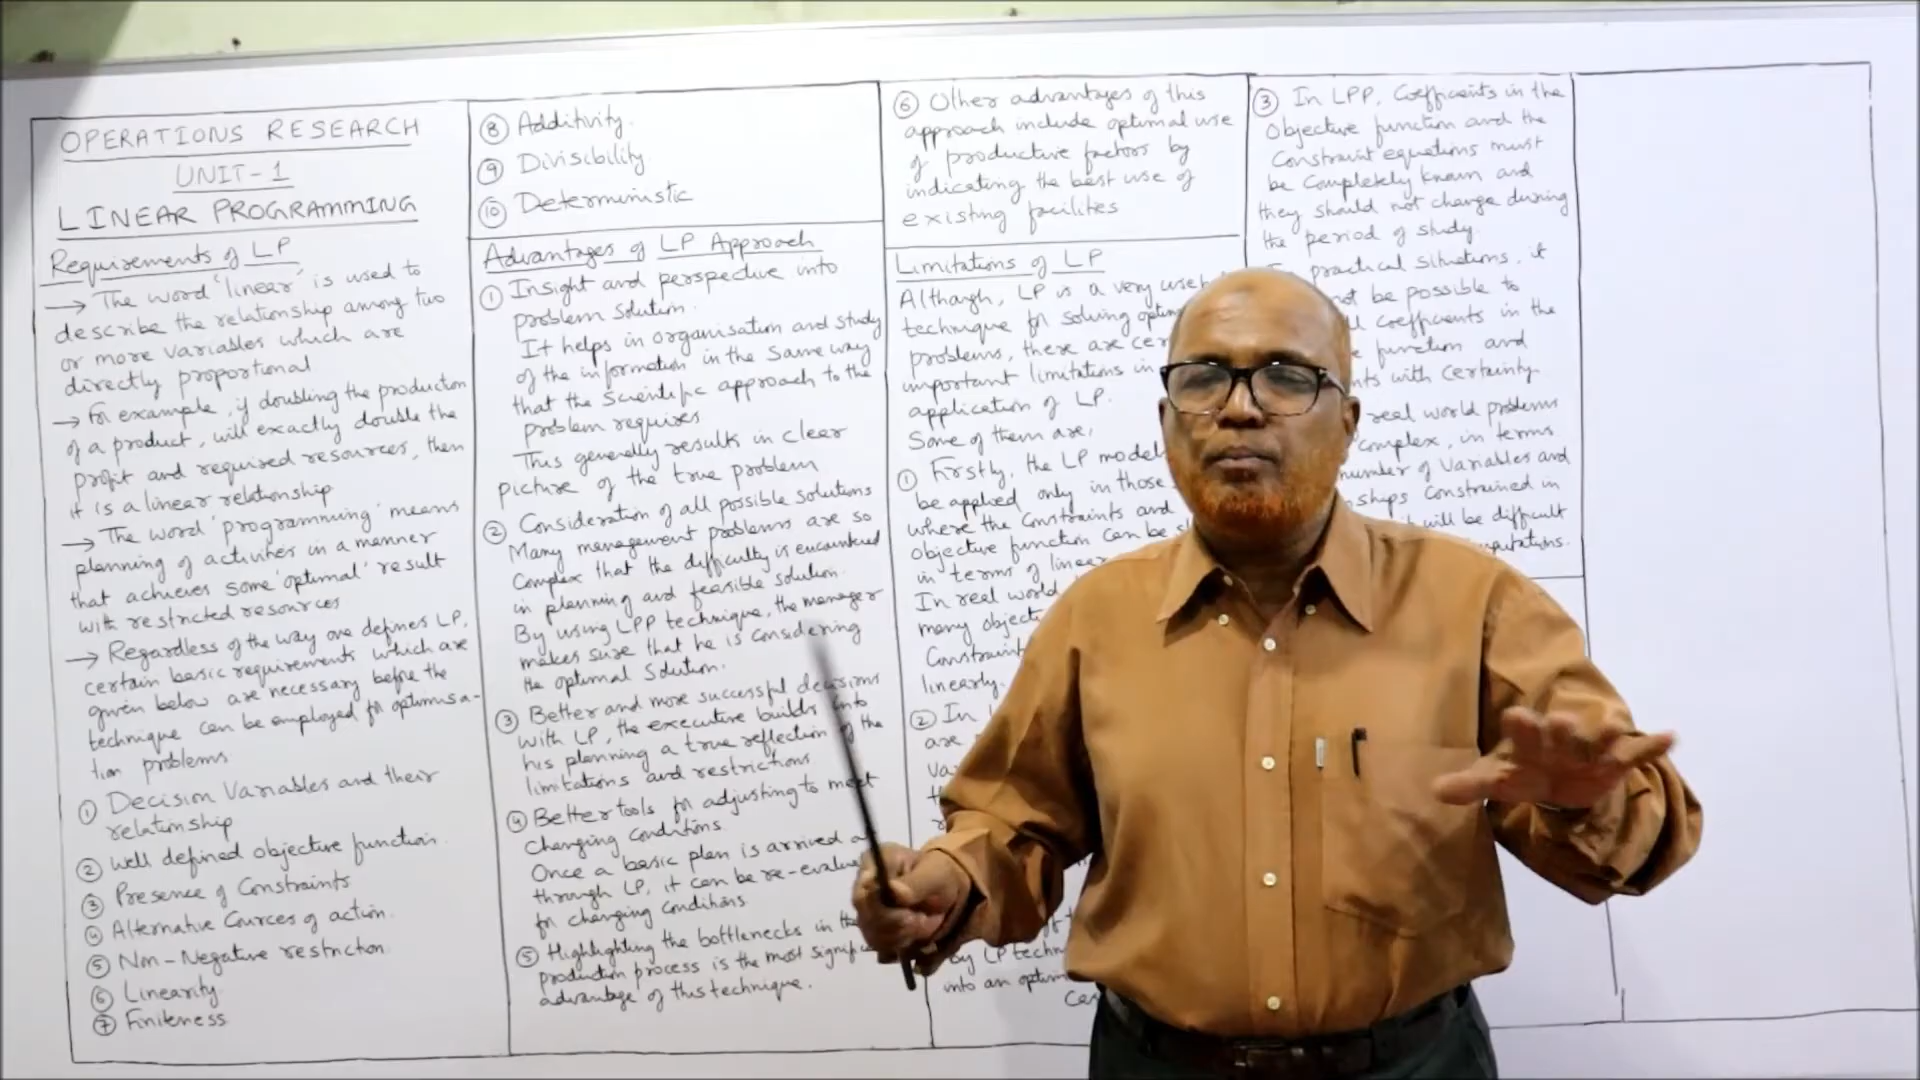 OPERATIONS RESEARCH
UNIT-1
LINEAR PROGRAMMING
Requirements of LP
→ The word 'linear' is used to
describe the relationship among two
or more variables which are
directly proportional
→ For example, if doubling the production
of a product, will exactly double the
profit and required resources, then
it is a linear relationship
→ The word 'programming' means
planning of activities in a manner
that achieves some 'optimal' result
with restricted resources
→ Regardless of the way one defines LP,
certain basic requirements which are
given below are necessary before the
technique can be employed for optimisa-
tion problems
① Decision Variables and their
relationship
② Well defined objective function.
③ Presence of Constraints
④ Alternative Cources of action.
⑤ Non-Negative restriction.
⑥ Linearity
⑦ Finiteness
⑧ Additivity.
⑨ Divisibility
⑩ Deterministic
Advantages of LP Approach
① Insight and perspective into
problem solution.
It helps in organisation and study
of the information in the same way
that the Scientific approach to the
problem requires
This generally results in clear
picture of the true problem
② Consideration of all possible solutions
Many management problems are so
Complex that the difficulty is encountered
in planning and feasible solution.
By using LPP technique, the manager
makes sure that he is considering
the optimal Solution.
③ Better and more successful decisions
With LP, the executive builds into
his planning a true reflection of the
limitations and restrictions
④ Better tools for adjusting to meet
changing conditions
Once a basic plan is arrived
through LP, it can be
for changing conditions
⑤ Highlighting the bottlenecks in the
production process is the most
advantage of this technique.
⑥ Other advantages of this
approach include optimal use
of productive factors by
indicating the best use of
existing facilites
Limitations of LP
Although, LP is a very
technique for solving
problems, there are
important limitations in
application of LP.
Some of them are,
① Firstly, the LP model
be applied only in those
where the Constraints and
objective function can be
in terms of linear
In real world
many
linearly.
② In
are
by LP
into an
③ In LPP, Coefficients in the
Objective function and the
Constraint equations must
be Completely known and
they should not change during
the period of study.
practical situations, it
not be possible to
coefficients in the
function and
with certainty.
real world problems
complex, in terms
number of Variables and
Constrained in
will be difficult